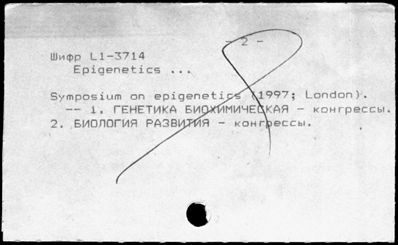 - 2 -
Шифр L1-3714
Epigenetics ...
Symposium on epigenetics (1997; London).
-- 1. ГЕНЕТИКА БИОХИМИЧЕСКАЯ - конгрессы.
2. БИОЛОГИЯ РАЗВИТИЯ - конгрессы.